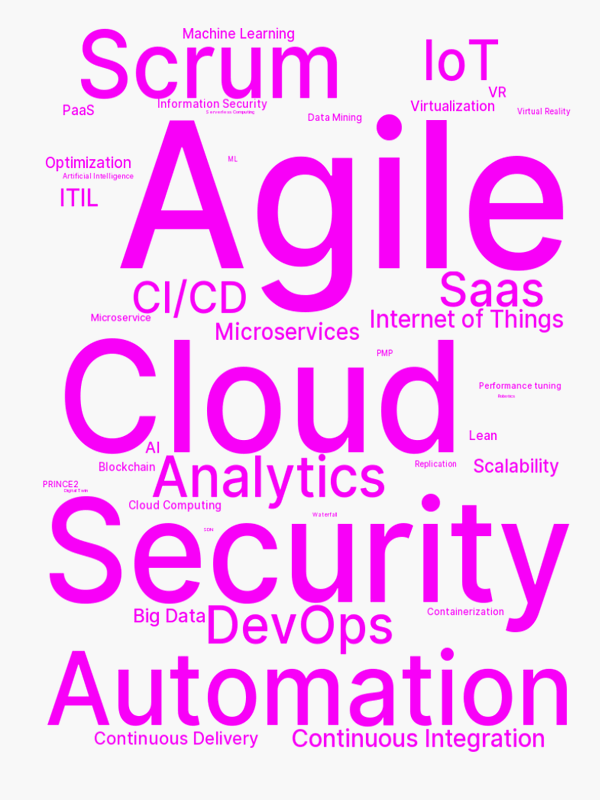 Machine Learning
Scrum
IoT
VR
Information Security
Virtualization
PaaS
Serverless Computing
Data Mining
Virtual Reality
Agile
ML
Optimization
Artificial Intelligence
ITIL
Saas
CI/CD
Internet of Things
Microservice
Microservices
Cloud
PMP
Performance tuning
Robotics
Lean
AI
Analytics
Blockchain
Replication
Scalability
PRINCE2
Digital Twin
Security
Cloud Computing
Waterfall
SDN
Big Data
DevOps
Containerization
Automation
Continuous Delivery
Continuous Integration